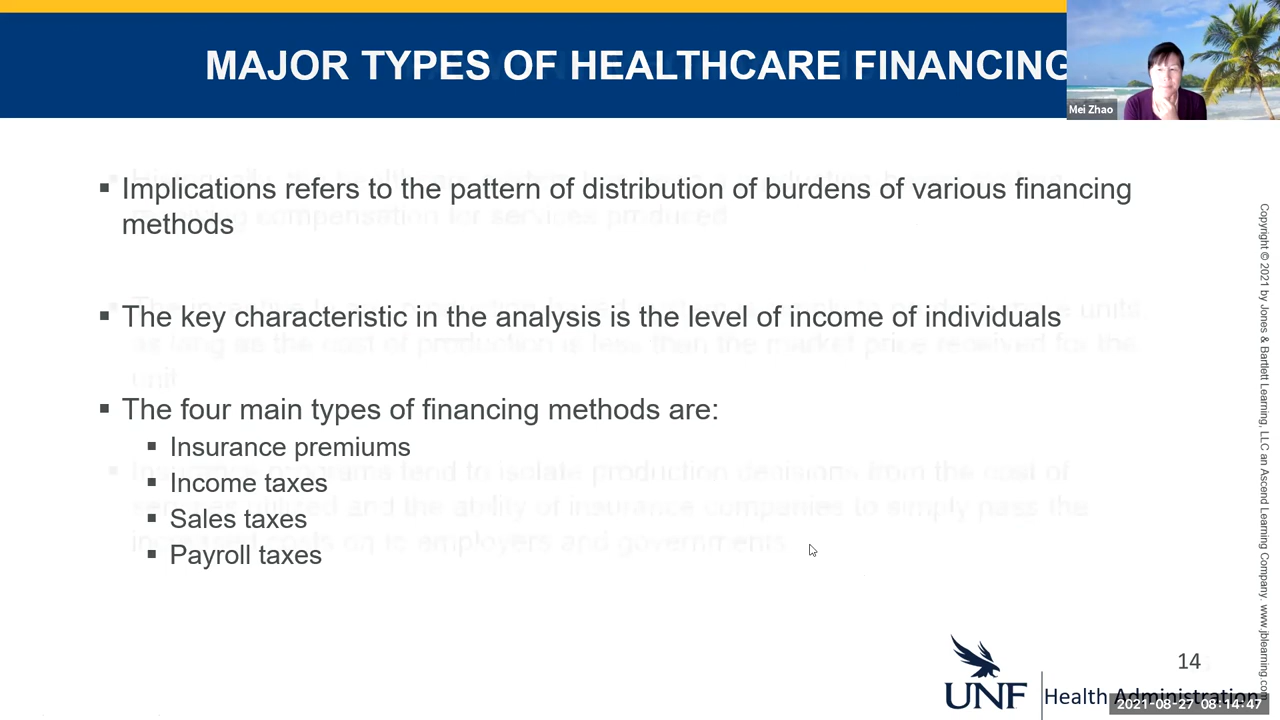 MAJOR TYPES OF HEALTHCARE FINANCING
Mei Zhao
▪ Implications refers to the pattern of distribution of burdens of various financing
methods
▪ The key characteristic in the analysis is the level of income of individuals
▪ The four main types of financing methods are:
▪ Insurance premiums
▪ Income taxes
▪ Sales taxes
▪ Payroll taxes
Copyright © 2021 by Jones & Bartlett Learning, LLC an Ascend Learning Company. www.jblearning.com
14
UNF Health Administration
2021-08-27 08:14:47